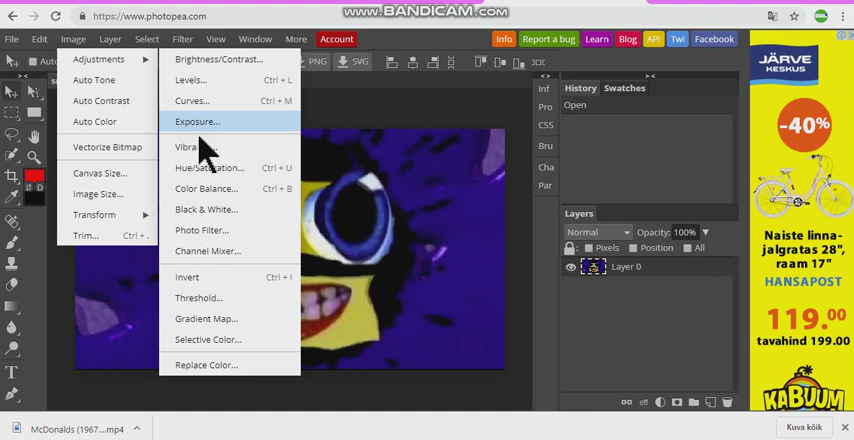 WWW.BANDICAM.COM
https://www.photopea.com
File Edit Image Layer Select Filter View Window More Account
Info Report a bug Learn Blog API Twi Facebook
Au PNG SVG
Adjustments
Auto Tone
Auto Contrast
Auto Color
Vectorize Bitmap
Canvas Size...
Image Size...
Transform
Trim... Ctrl + .
Brightness/Contrast...
Levels... Ctrl + L
Curves... Ctrl + M
Exposure...
Hue/Saturation... Ctrl + U
Color Balance... Ctrl + B
Black & White...
Photo Filter...
Channel Mixer...
Invert Ctrl + I
Threshold...
Gradient Map...
Selective Color...
Replace Color...
Inf
Pro
CSS
Bru
Cha
Par
History Swatches
Open
Layers
Normal Opacity: 100%
Pixels Position All
Layer 0
eff
JÄRVE
KESKUS
-40%
Naiste linna-
jalgratas 28",
raam 17"
HANSAPOST
119.00
tavahind 199.00
KABUUM
McDonalds (1967....mp4
Kuva kõik